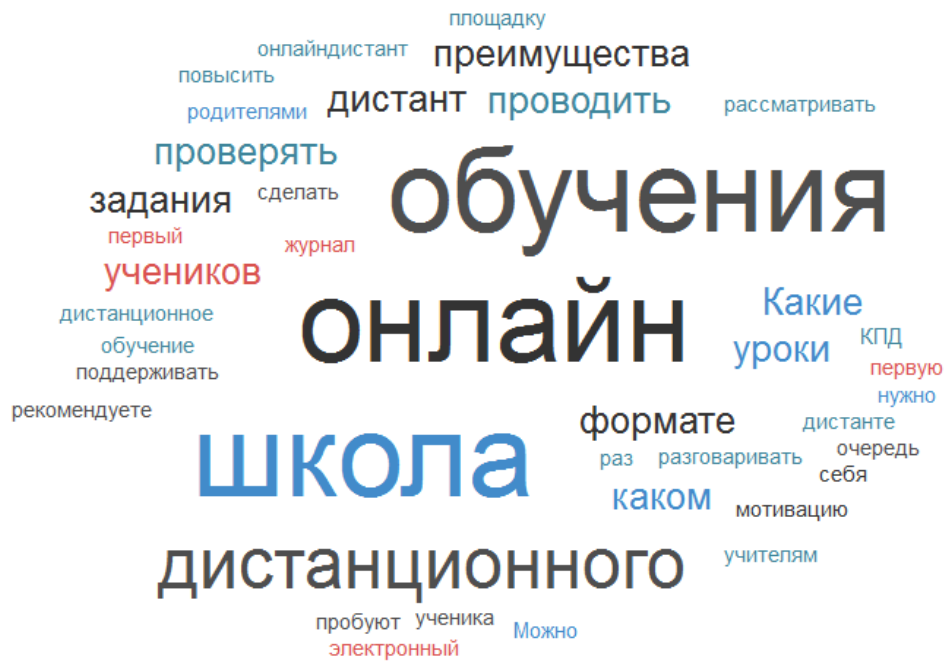 площадку
онлайндистант
преимущества
повысить
родителями
дистант
проводить
рассматривать
проверять
обучения
задания
сделать
первый
журнал
учеников
онлайн
Какие
дистанционное
обучение
уроки
КПД
поддерживать
первую
нужно
рекомендуете
школа
формате
дистанте
раз
разговаривать
очередь
себя
каком
мотивацию
дистанционного
учителям
пробуют
ученика
Можно
электронный